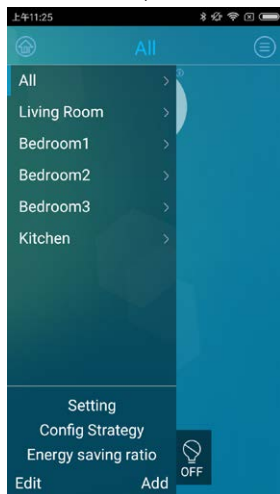 上午11:25
All
All
Living Room
Bedroom1
Bedroom2
Bedroom3
Kitchen
Setting
Config Strategy
Energy saving ratio
OFF
Edit Add